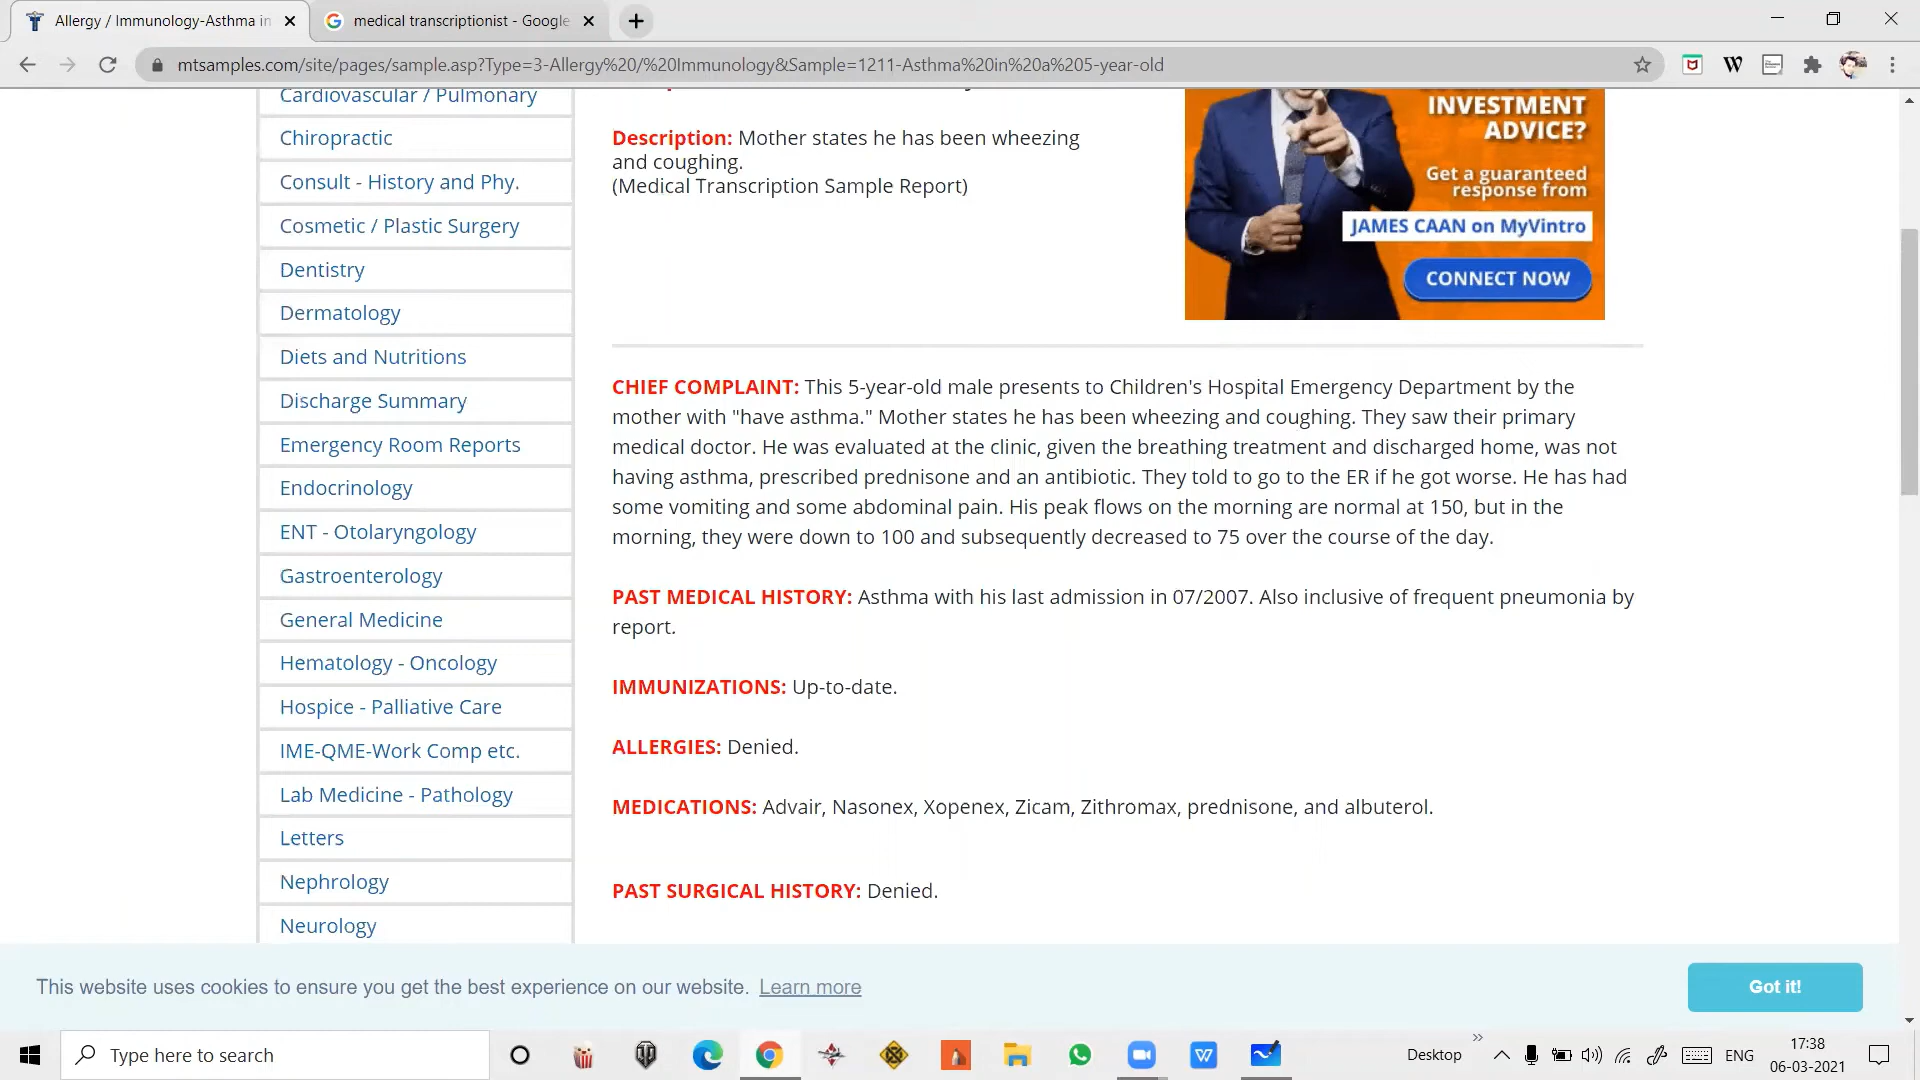 Allergy / Immunology-Asthma in
medical transcriptionist - Google
mtsamples.com/site/pages/sample.asp?Type=3-Allergy%20/%20Immunology&Sample=1211-Asthma%20in%20a%205-year-old
Cardiovascular / Pulmonary
Chiropractic
Consult - History and Phy.
Cosmetic / Plastic Surgery
Dentistry
Dermatology
Diets and Nutritions
Discharge Summary
Emergency Room Reports
Endocrinology
ENT - Otolaryngology
Gastroenterology
General Medicine
Hematology - Oncology
Hospice - Palliative Care
IME-QME-Work Comp etc.
Lab Medicine - Pathology
Letters
Nephrology
Neurology
Description: Mother states he has been wheezing
and coughing.
(Medical Transcription Sample Report)
INVESTMENT
ADVICE?
Get a guaranteed
response from
JAMES CAAN on MyVintro
CONNECT NOW
CHIEF COMPLAINT: This 5-year-old male presents to Children's Hospital Emergency Department by the
mother with "have asthma." Mother states he has been wheezing and coughing. They saw their primary
medical doctor. He was evaluated at the clinic, given the breathing treatment and discharged home, was not
having asthma, prescribed prednisone and an antibiotic. They told to go to the ER if he got worse. He has had
some vomiting and some abdominal pain. His peak flows on the morning are normal at 150, but in the
morning, they were down to 100 and subsequently decreased to 75 over the course of the day.
PAST MEDICAL HISTORY: Asthma with his last admission in 07/2007. Also inclusive of frequent pneumonia by
report.
IMMUNIZATIONS: Up-to-date.
ALLERGIES: Denied.
MEDICATIONS: Advair, Nasonex, Xopenex, Zicam, Zithromax, prednisone, and albuterol.
PAST SURGICAL HISTORY: Denied.
This website uses cookies to ensure you get the best experience on our website. Learn more
Got it!
Type here to search
Desktop
ENG
17:38
06-03-2021